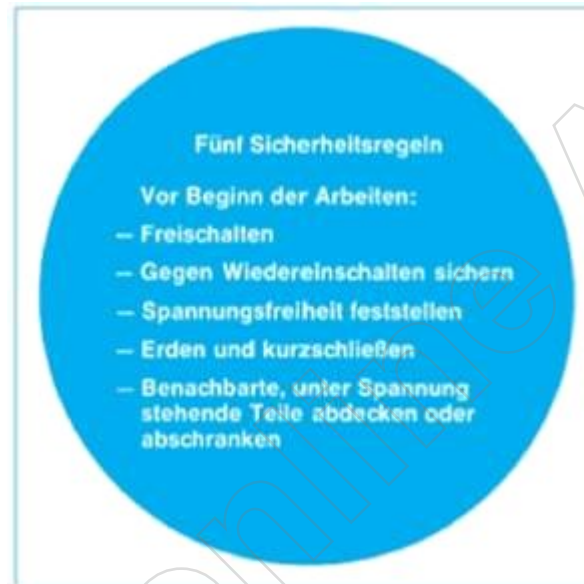 Fünf Sicherheitsregeln
Vor Beginn der Arbeiten:
– Freischalten
– Gegen Wiedereinschalten sichern
– Spannungsfreiheit feststellen
– Erden und kurzschließen
– Benachbarte, unter Spannung
stehende Teile abdecken oder
abschranken